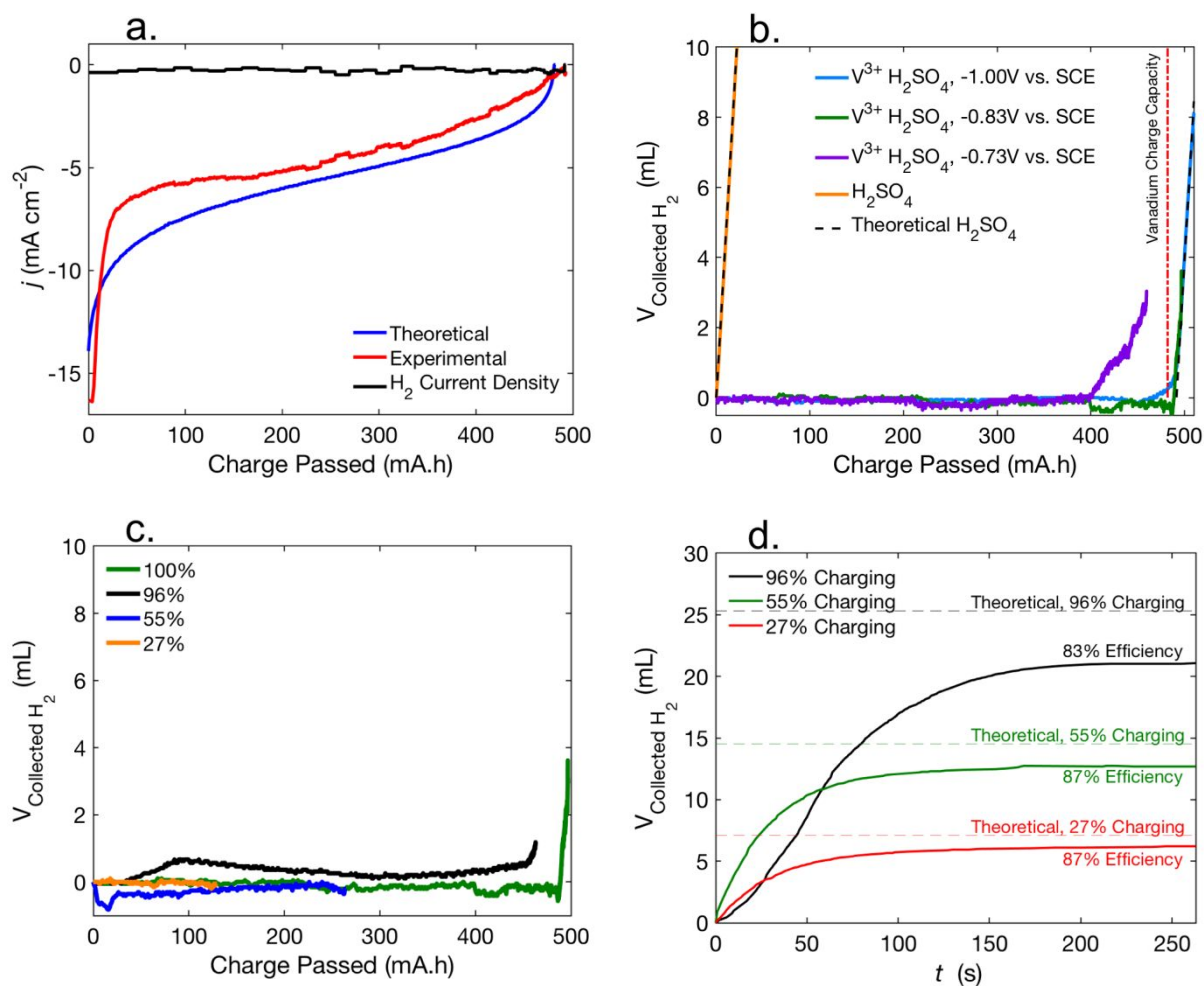 a.
0
-5
-10
-15
j (mA cm⁻²)
Theoretical
Experimental
H₂ Current Density
0 100 200 300 400 500
Charge Passed (mA.h)
b.
10
8
6
4
2
0
V_Collected H₂ (mL)
V³⁺ H₂SO₄, -1.00V vs. SCE
V³⁺ H₂SO₄, -0.83V vs. SCE
V³⁺ H₂SO₄, -0.73V vs. SCE
H₂SO₄
Theoretical H₂SO₄
Vanadium Charge Capacity
0 100 200 300 400 500
Charge Passed (mA.h)
c.
10
8
6
4
2
0
V_Collected H₂ (mL)
100%
96%
55%
27%
0 100 200 300 400 500
Charge Passed (mA.h)
d.
30
25
20
15
10
5
0
V_Collected H₂ (mL)
96% Charging
55% Charging
27% Charging
Theoretical, 96% Charging
83% Efficiency
Theoretical, 55% Charging
87% Efficiency
Theoretical, 27% Charging
87% Efficiency
0 50 100 150 200 250
t (s)